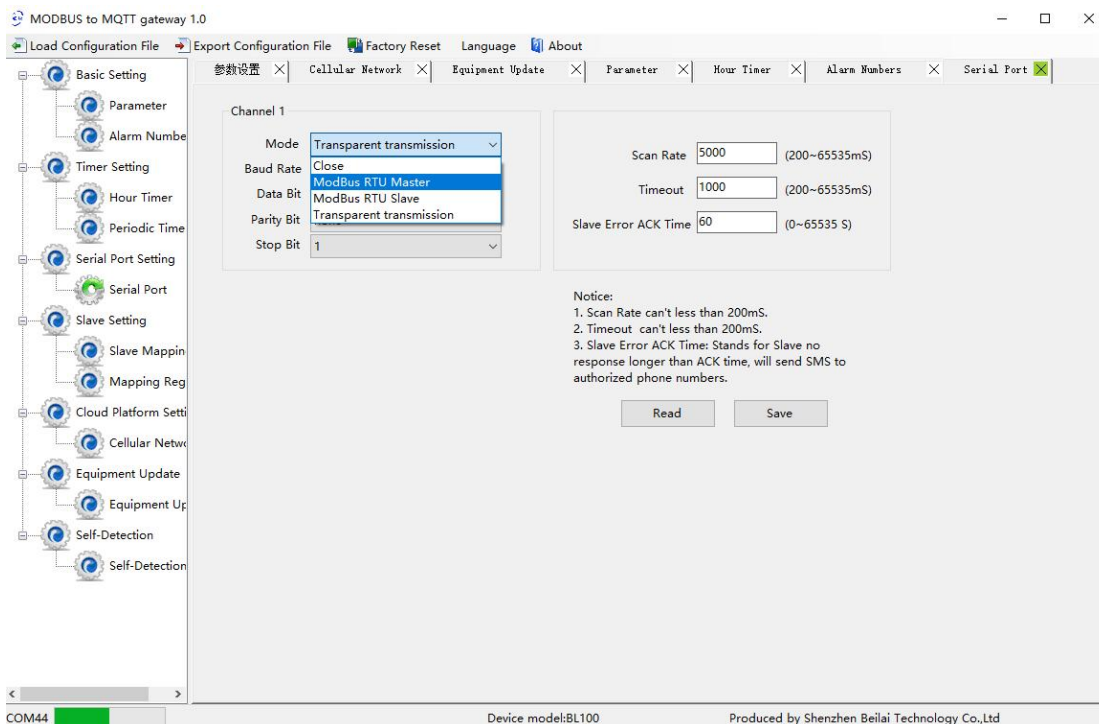 MODBUS to MQTT gateway 1.0
Load Configuration File Export Configuration File Factory Reset Language About
参数设置 Cellular Network Equipment Update Parameter Hour Timer Alarm Numbers Serial Port
Basic Setting
Parameter
Alarm Numbe
Timer Setting
Hour Timer
Periodic Time
Serial Port Setting
Serial Port
Slave Setting
Slave Mappin
Mapping Reg
Cloud Platform Setti
Cellular Netwo
Equipment Update
Equipment Up
Self-Detection
Self-Detection
Channel 1
Mode Transparent transmission
Close
Baud Rate
ModBus RTU Master
Data Bit
ModBus RTU Slave
Transparent transmission
Parity Bit
Stop Bit 1
Scan Rate 5000 (200~65535mS)
Timeout 1000 (200~65535mS)
Slave Error ACK Time 60 (0~65535 S)
Notice:
1. Scan Rate can't less than 200mS.
2. Timeout can't less than 200mS.
3. Slave Error ACK Time: Stands for Slave no
response longer than ACK time, will send SMS to
authorized phone numbers.
Read Save
COM44 Device model:BL100 Produced by Shenzhen Beilai Technology Co.,Ltd